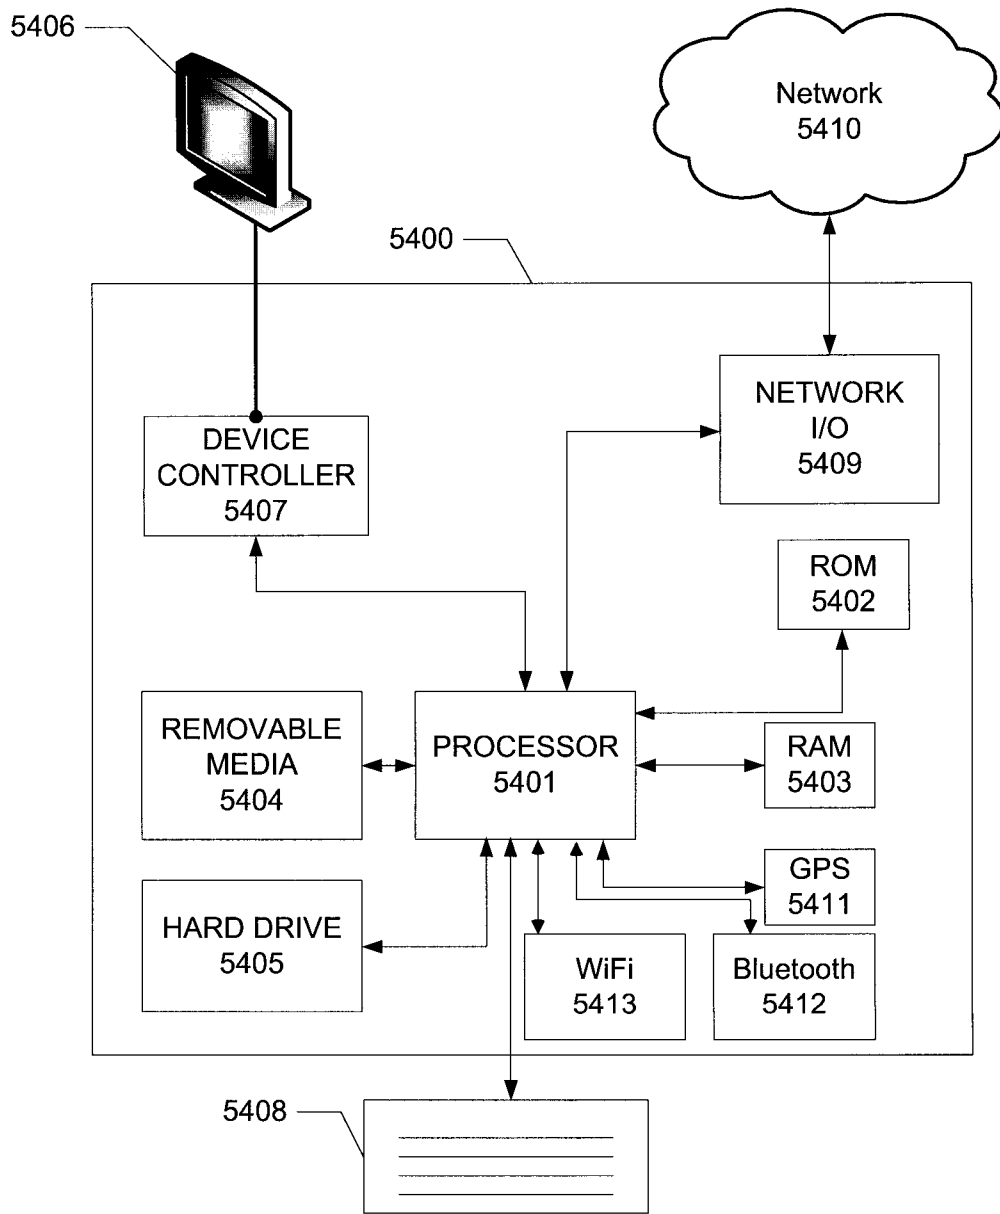 5406
Network
5410
5400
NETWORK
I/O
5409
DEVICE
CONTROLLER
5407
ROM
5402
REMOVABLE
MEDIA
5404
PROCESSOR
5401
RAM
5403
GPS
5411
HARD DRIVE
5405
WiFi
5413
Bluetooth
5412
5408